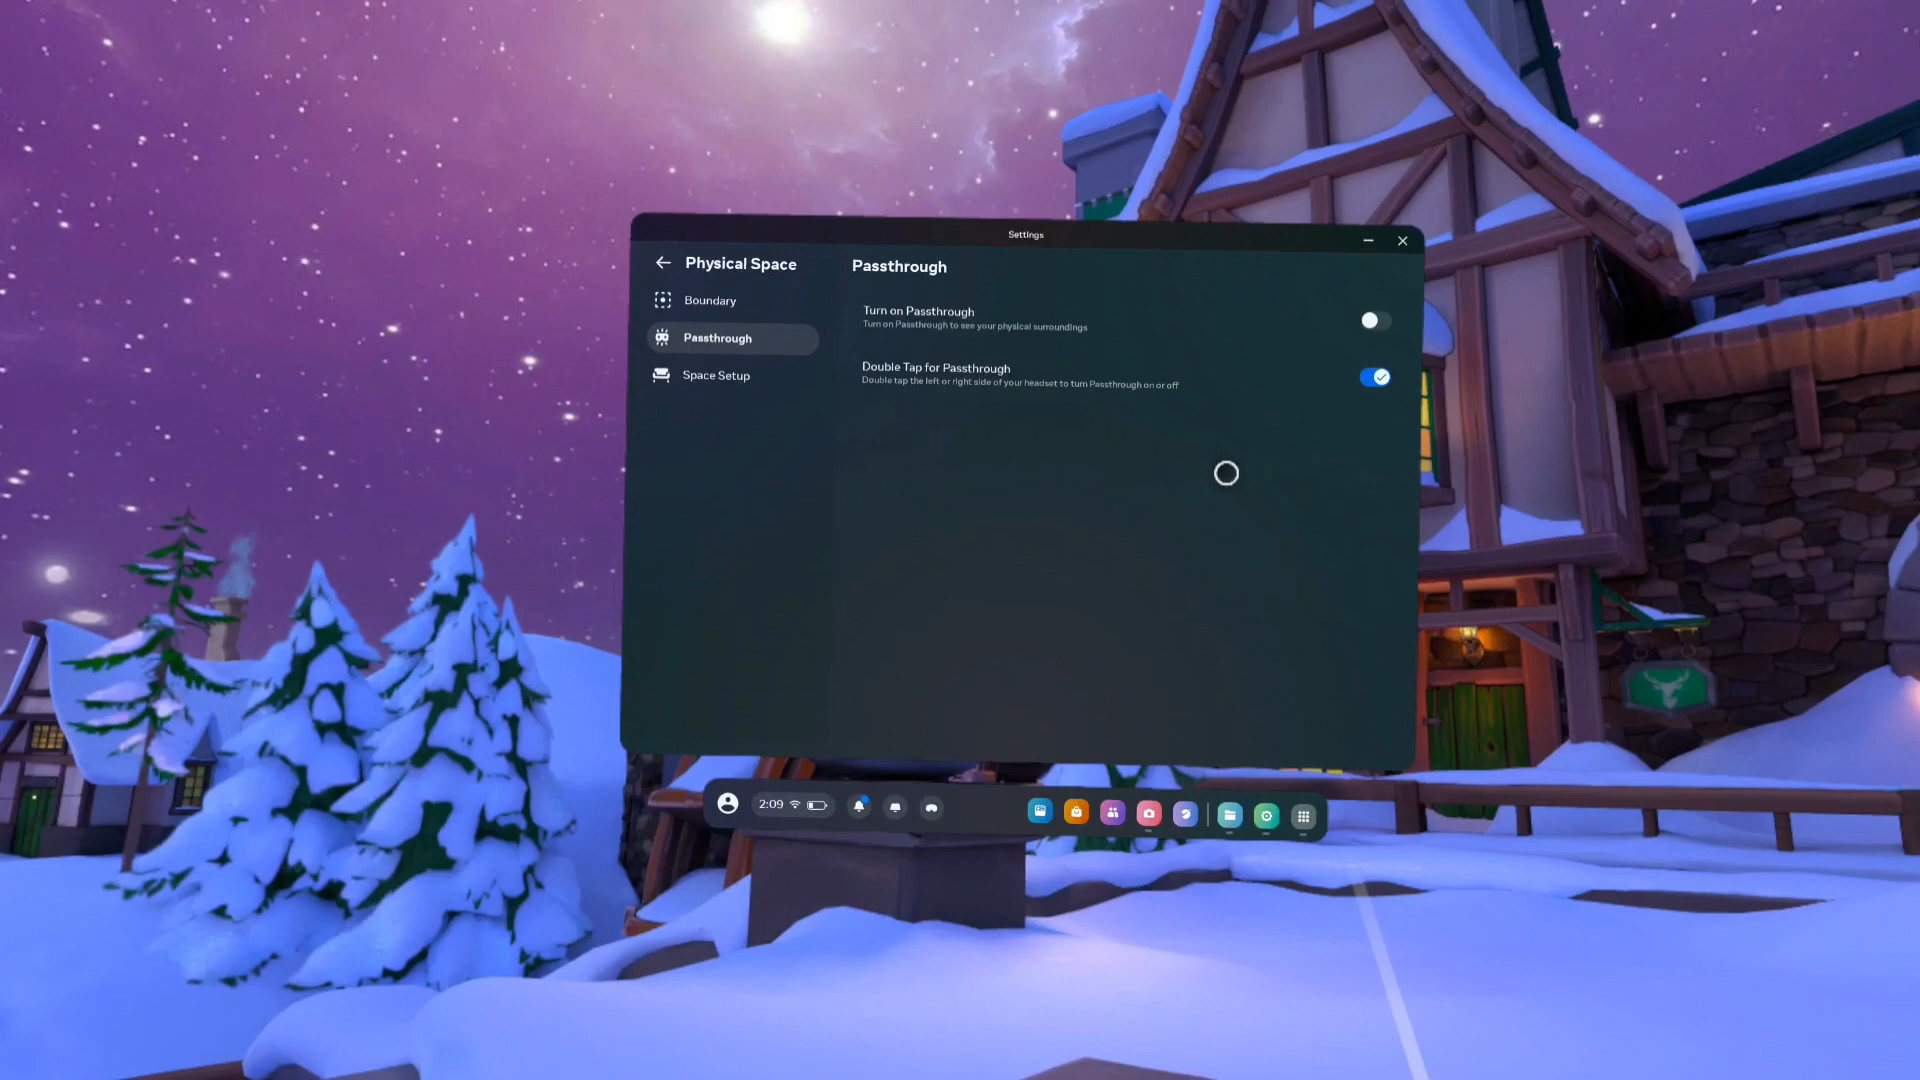 Settings
Physical Space
Boundary
Passthrough
Space Setup
Passthrough
Turn on Passthrough
Turn on Passthrough to see your physical surroundings
Double Tap for Passthrough
Double tap the left or right side of your headset to turn Passthrough on or off
2:09